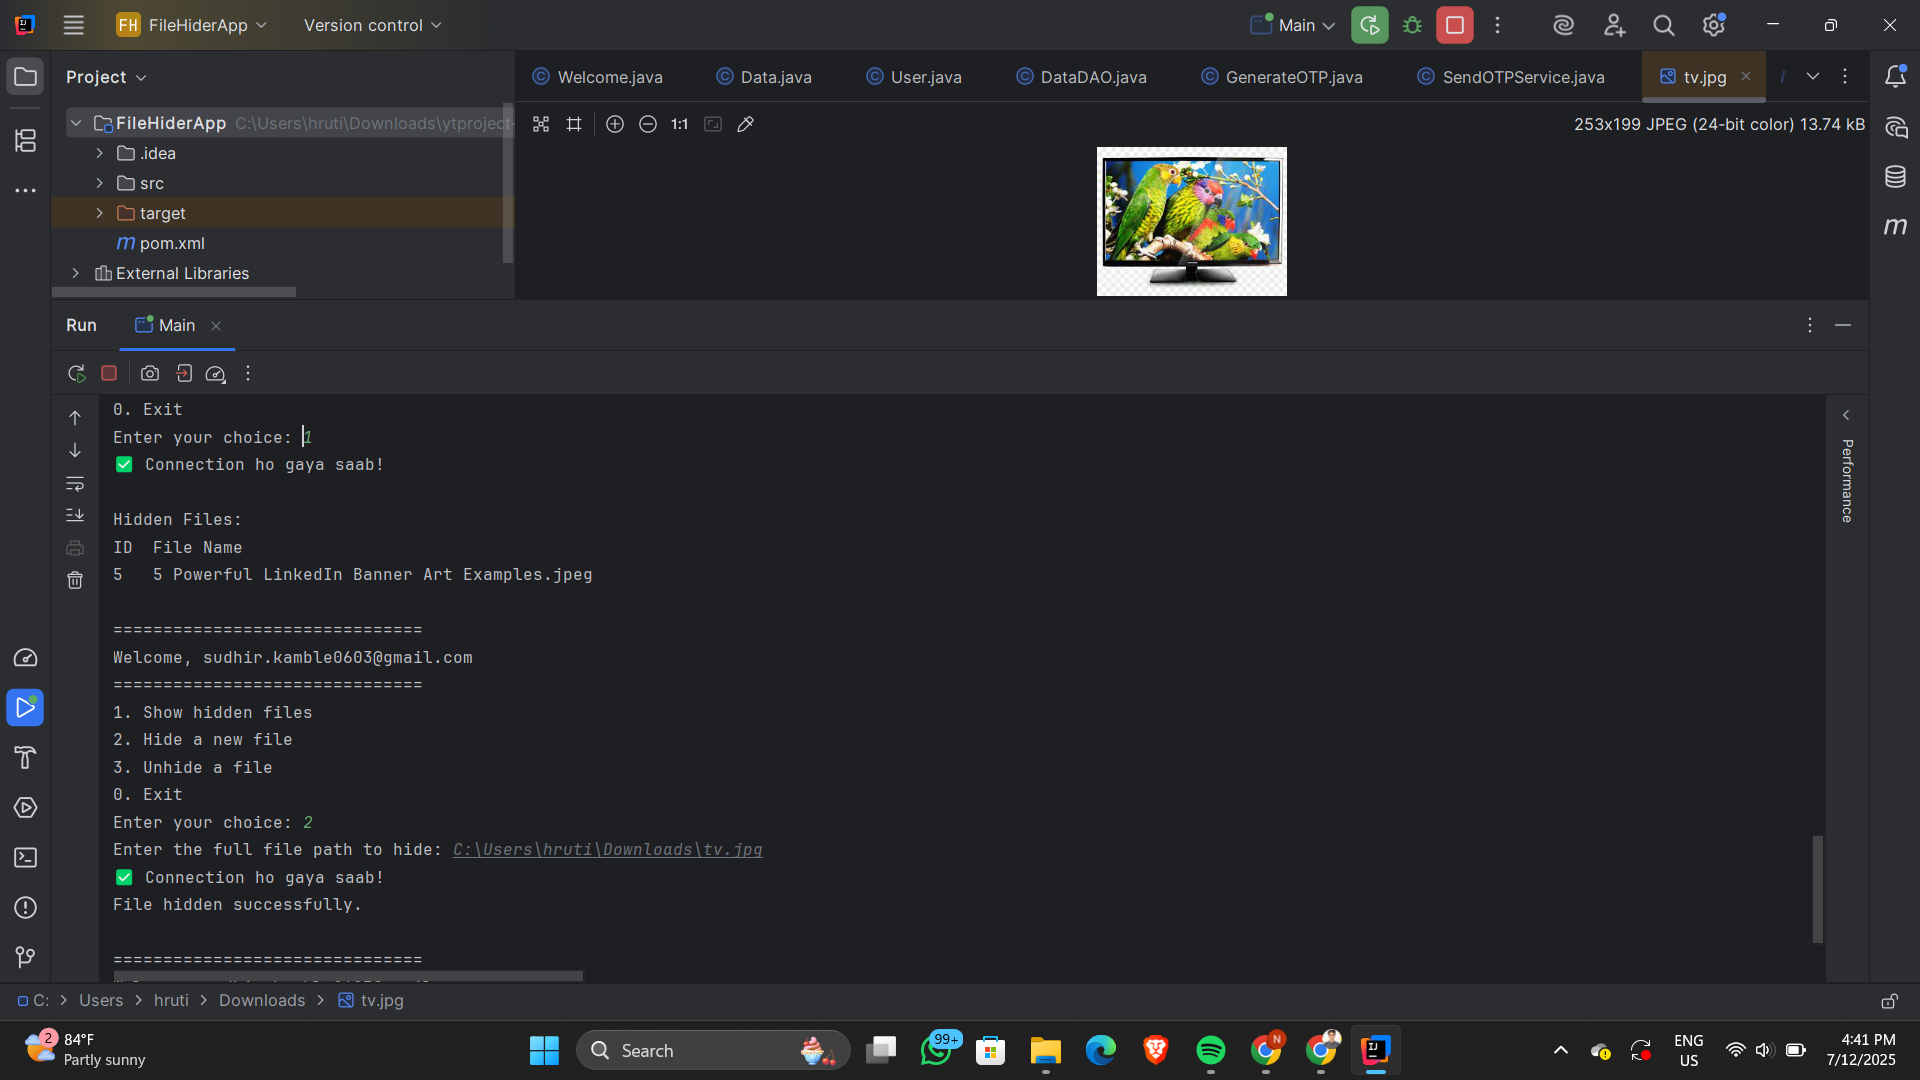 FH FileHiderApp Version control Main
Project Welcome.java Data.java User.java DataDAO.java GenerateOTP.java SendOTPService.java tv.jpg
FileHiderApp C:\Users\hruti\Downloads\ytproject-
1:1 253x199 JPEG (24-bit color) 13.74 kB
.idea
src
target
m pom.xml
External Libraries
m
Run Main
0. Exit
Enter your choice: 1
✅ Connection ho gaya saab!
Hidden Files:
ID File Name
5 5 Powerful LinkedIn Banner Art Examples.jpeg
===============================
Welcome, sudhir.kamble0603@gmail.com
===============================
1. Show hidden files
2. Hide a new file
3. Unhide a file
0. Exit
Enter your choice: 2
Enter the full file path to hide: C:\Users\hruti\Downloads\tv.jpg
✅ Connection ho gaya saab!
File hidden successfully.
===============================
Performance
C: > Users > hruti > Downloads > tv.jpg
2 84°F
Partly sunny
Search
99+
N
ENG
US
4:41 PM
7/12/2025